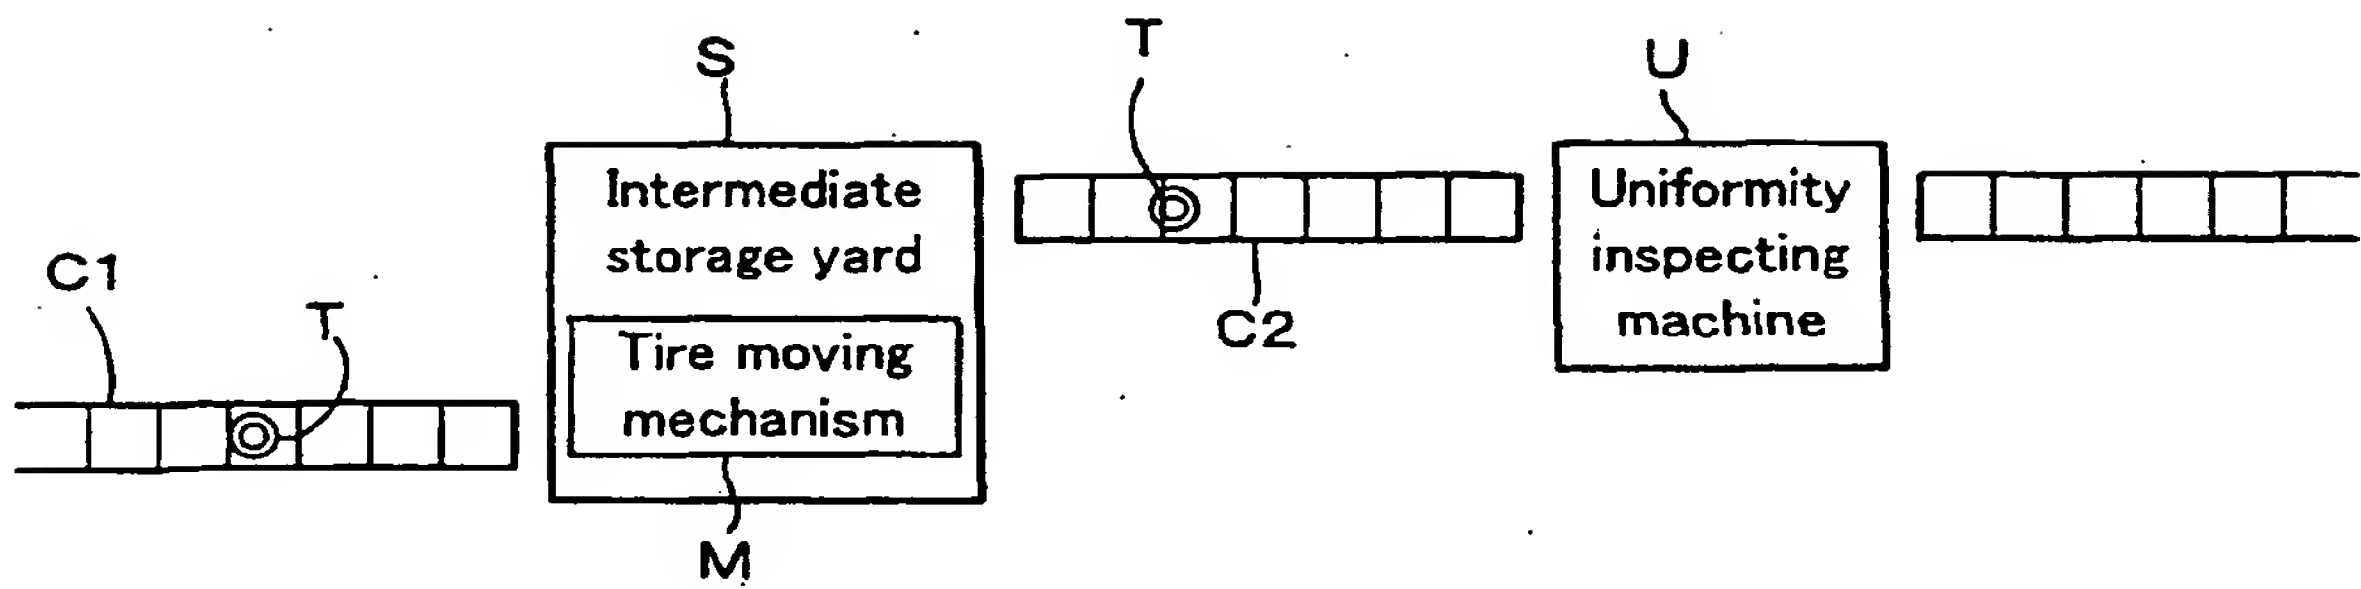 S
T
U
Intermediate
storage yard
Uniformity
inspecting
machine
C1
T
C2
Tire moving
mechanism
M